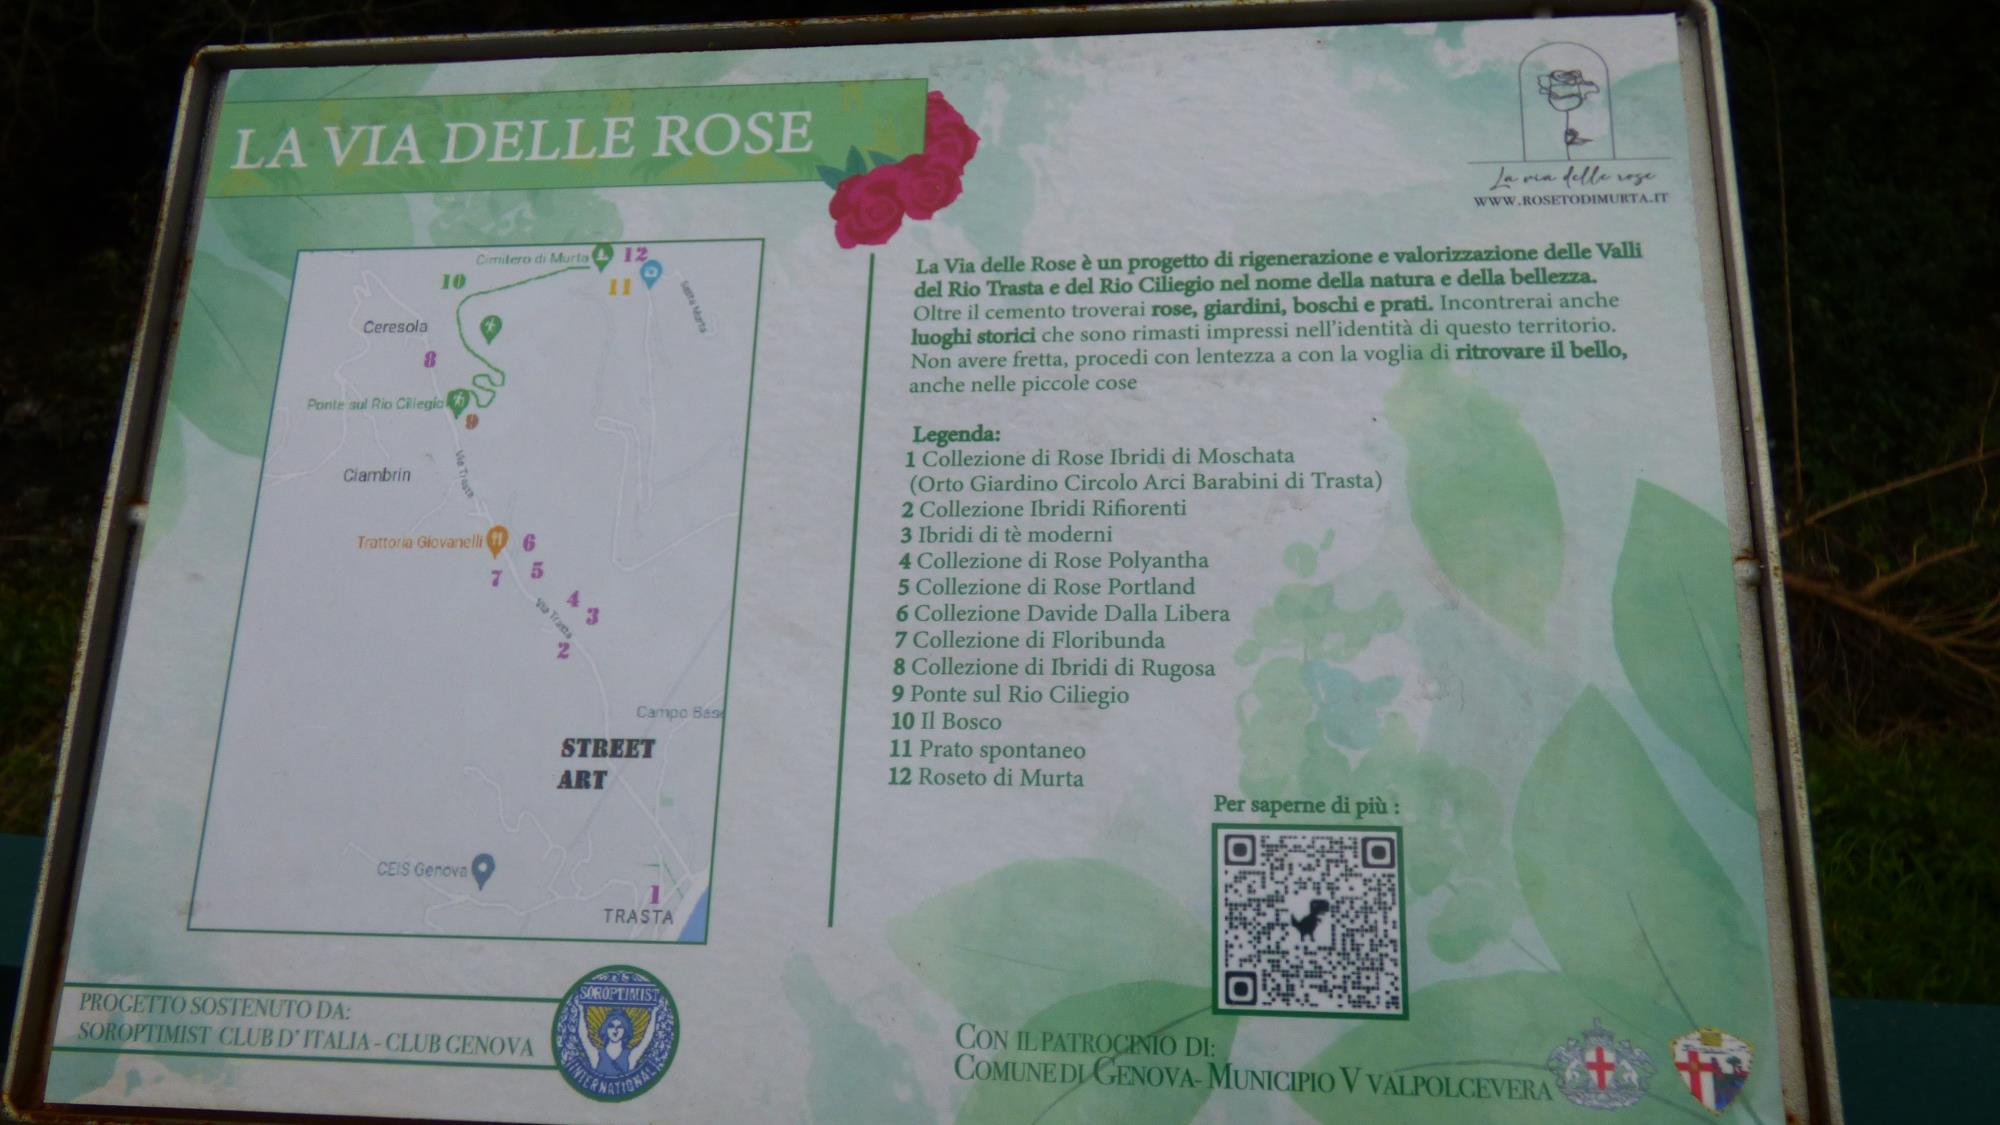 LA VIA DELLE ROSE
La via delle rose
WWW.ROSETODIMURTA.IT
Cimitero di Murta
12
10
11
Salita Murta
Ceresola
8
Ponte sul Rio Ciliegio
9
Via Trasta
Ciambrin
Trattoria Giovanelli
6
7
5
4
3
Via Trasta
2
Campo Base
STREET
ART
CEIS Genova
1
TRASTA
La Via delle Rose è un progetto di rigenerazione e valorizzazione delle Valli
del Rio Trasta e del Rio Ciliegio nel nome della natura e della bellezza.
Oltre il cemento troverai rose, giardini, boschi e prati. Incontrerai anche
luoghi storici che sono rimasti impressi nell'identità di questo territorio.
Non avere fretta, procedi con lentezza a con la voglia di ritrovare il bello,
anche nelle piccole cose
Legenda:
1 Collezione di Rose Ibridi di Moschata
(Orto Giardino Circolo Arci Barabini di Trasta)
2 Collezione Ibridi Rifiorenti
3 Ibridi di tè moderni
4 Collezione di Rose Polyantha
5 Collezione di Rose Portland
6 Collezione Davide Dalla Libera
7 Collezione di Floribunda
8 Collezione di Ibridi di Rugosa
9 Ponte sul Rio Ciliegio
10 Il Bosco
11 Prato spontaneo
12 Roseto di Murta
Per saperne di più :
PROGETTO SOSTENUTO DA:
SOROPTIMIST CLUB D' ITALIA - CLUB GENOVA
SOROPTIMIST
INTERNATIONAL
CON IL PATROCINIO DI:
COMUNE DI GENOVA- MUNICIPIO V VALPOLCEVERA